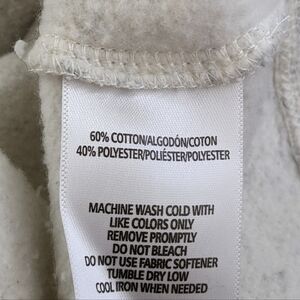 60% COTTON/ALGODÓN/COTON
40% POLYESTER/POLIÉSTER/POLYESTER
MACHINE WASH COLD WITH
LIKE COLORS ONLY
REMOVE PROMPTLY
DO NOT BLEACH
DO NOT USE FABRIC SOFTENER
TUMBLE DRY LOW
COOL IRON WHEN NEEDED